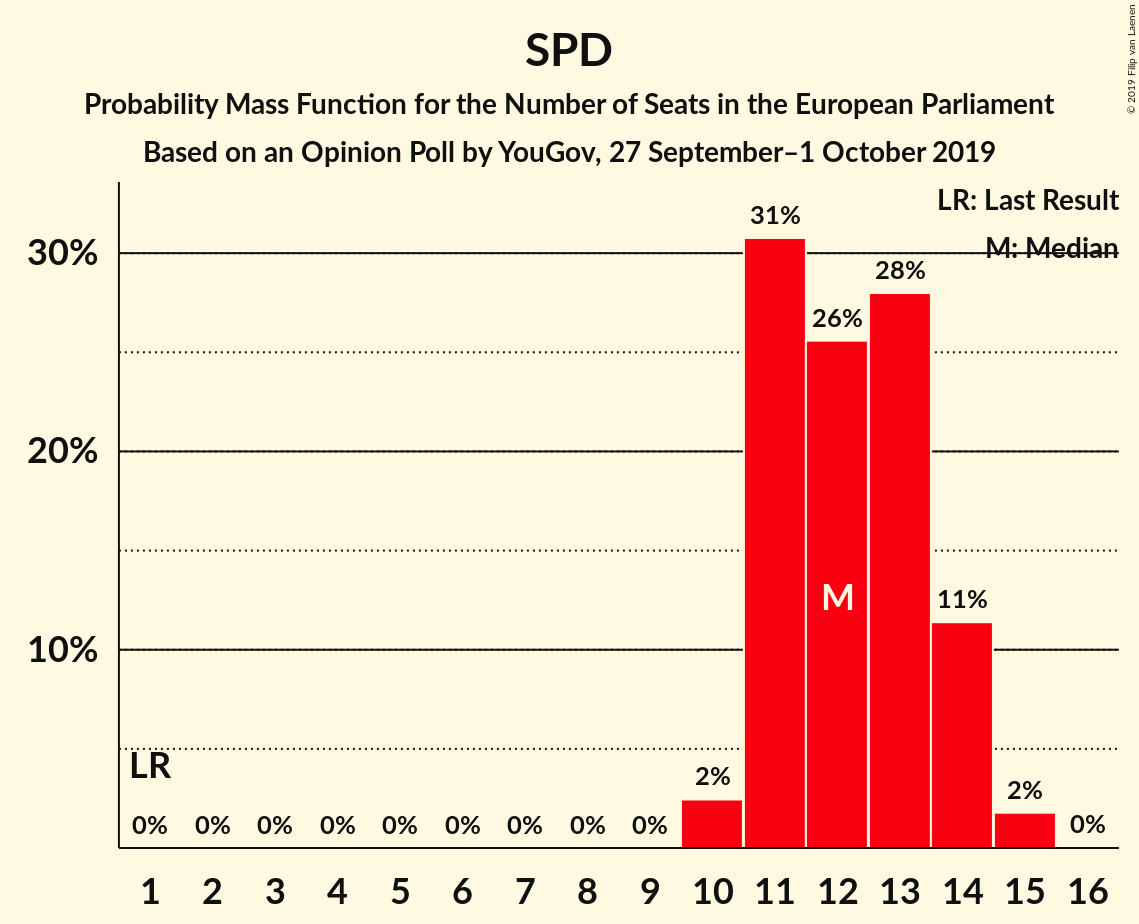 SPD
Probability Mass Function for the Number of Seats in the European Parliament
Based on an Opinion Poll by YouGov, 27 September–1 October 2019
© 2019 Filip van Laenen
LR: Last Result
M: Median
30%
20%
10%
31%
28%
26%
M
11%
LR
2%
2%
0% 0% 0% 0% 0% 0% 0% 0% 0% 0%
1 2 3 4 5 6 7 8 9 10 11 12 13 14 15 16